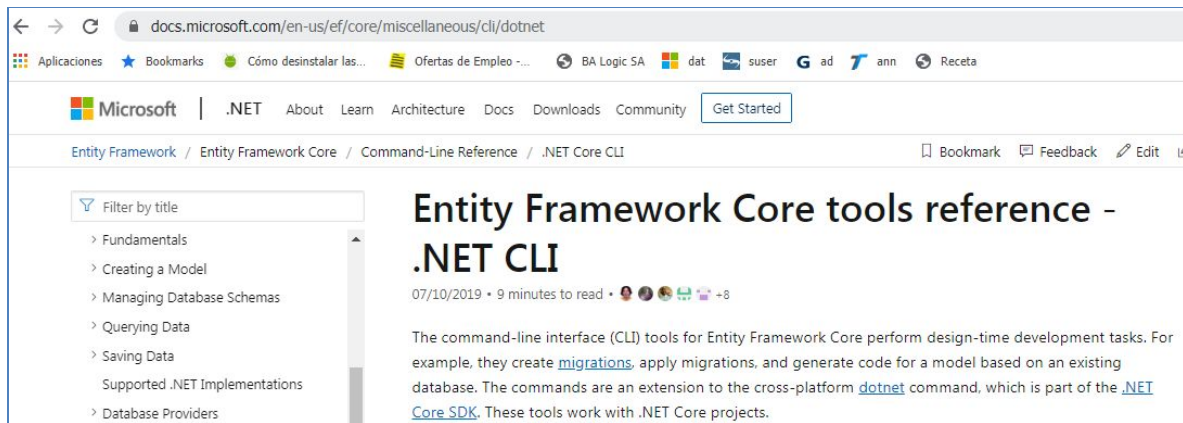 docs.microsoft.com/en-us/ef/core/miscellaneous/cli/dotnet
Aplicaciones Bookmarks Cómo desinstalar las... Ofertas de Empleo -... BA Logic SA dat suser G ad T ann Receta
Microsoft | .NET About Learn Architecture Docs Downloads Community Get Started
Entity Framework / Entity Framework Core / Command-Line Reference / .NET Core CLI Bookmark Feedback Edit
Filter by title
> Fundamentals
> Creating a Model
> Managing Database Schemas
> Querying Data
> Saving Data
Supported .NET Implementations
> Database Providers
Entity Framework Core tools reference -
.NET CLI
07/10/2019 • 9 minutes to read • +8
The command-line interface (CLI) tools for Entity Framework Core perform design-time development tasks. For
example, they create migrations, apply migrations, and generate code for a model based on an existing
database. The commands are an extension to the cross-platform dotnet command, which is part of the .NET
Core SDK. These tools work with .NET Core projects.